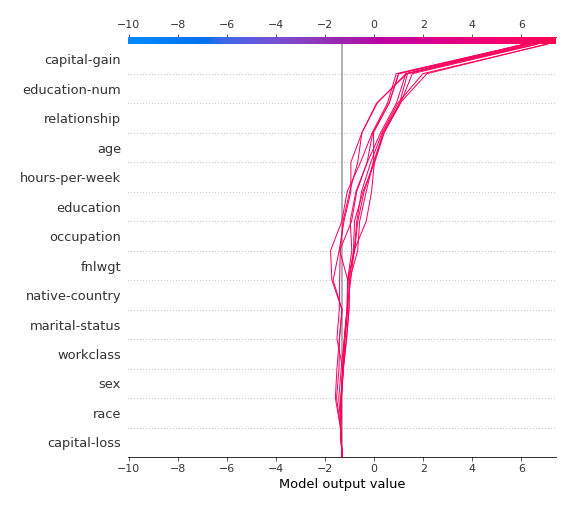 −10 −8 −6 −4 −2 0 2 4 6
capital-gain
education-num
relationship
age
hours-per-week
education
occupation
fnlwgt
native-country
marital-status
workclass
sex
race
capital-loss
−10 −8 −6 −4 −2 0 2 4 6
Model output value